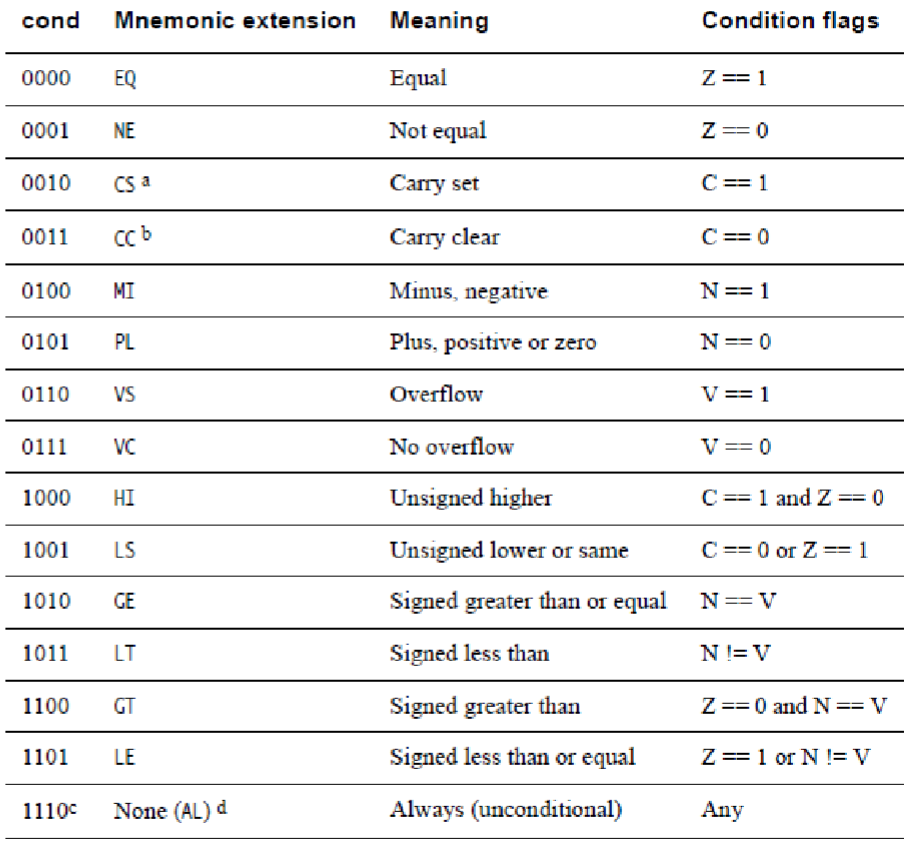 cond Mnemonic extension Meaning Condition flags
0000 EQ Equal Z == 1
0001 NE Not equal Z == 0
0010 CS a Carry set C == 1
0011 CC b Carry clear C == 0
0100 MI Minus, negative N == 1
0101 PL Plus, positive or zero N == 0
0110 VS Overflow V == 1
0111 VC No overflow V == 0
1000 HI Unsigned higher C == 1 and Z == 0
1001 LS Unsigned lower or same C == 0 or Z == 1
1010 GE Signed greater than or equal N == V
1011 LT Signed less than N != V
1100 GT Signed greater than Z == 0 and N == V
1101 LE Signed less than or equal Z == 1 or N != V
1110c None (AL) d Always (unconditional) Any